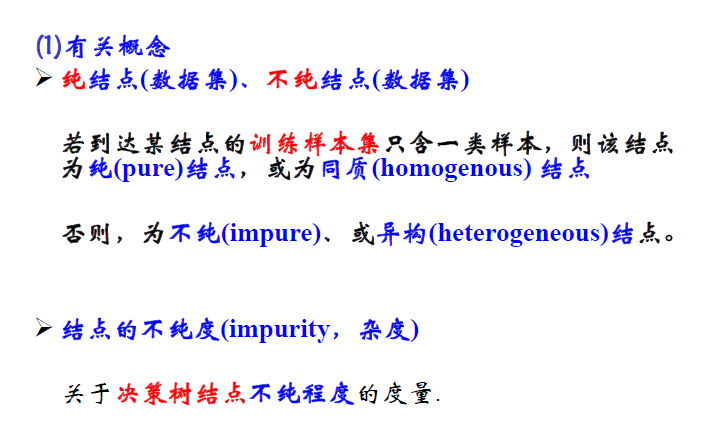 (1)有关概念
➢ 纯结点(数据集)、不纯结点(数据集)
若到达某结点的训练样本集只含一类样本，则该结点
为纯(pure)结点，或为同质(homogenous) 结点
否则，为不纯(impure)、或异构(heterogeneous)结点。
➢ 结点的不纯度(impurity，杂度)
关于决策树结点不纯程度的度量.